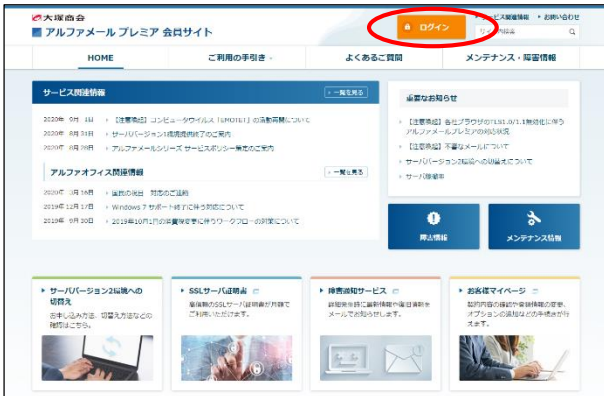 大塚商会
アルファメール プレミア 会員サイト
ログイン
サービス関連情報 お問い合わせ
サイト内検索
HOME ご利用の手引き よくあるご質問 メンテナンス・障害情報
サービス関連情報 一覧を見る
2020年 9月 1日 【注意喚起】コンピュータウイルス「EMOTET」の活動再開について
2020年 8月31日 サーバーバージョン1環境提供終了のご案内
2020年 8月28日 アルファメールシリーズ サービスポリシー策定のご案内
アルファオフィス関連情報 一覧を見る
2020年 3月16日 国民の祝日 対応のご連絡
2019年12月17日 Windows 7 サポート終了に伴う対応について
2019年 9月30日 2019年10月1日の消費税変更に伴うワークフローの対策について
重要なお知らせ
【注意喚起】各社ブラウザのTLS1.0/1.1無効化に伴うアルファメールプレミアの対応状況
【注意喚起】不審なメールについて
サーバーバージョン2環境への切替えについて
サーバ稼働率
障害情報
メンテナンス情報
サーババージョン2環境への
切替え
お申し込み方法、切替え方法などの
確認はこちら。
SSLサーバ証明書
高信頼のSSLサーバ証明書が月額で
ご利用いただけます。
障害通知サービス
障害発生時に最新情報や復旧情報を
メールでお知らせします。
お客様マイページ
契約内容の確認や登録情報の変更、
オプションの追加などの手続きが行
えます。